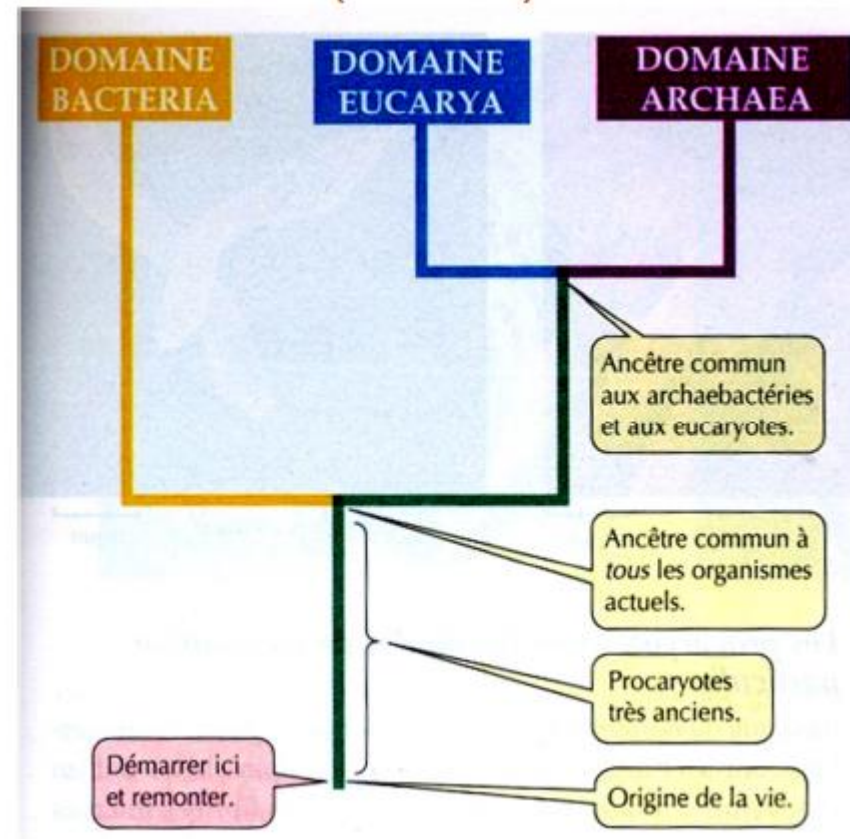 DOMAINE
BACTERIA
DOMAINE
EUCARYA
DOMAINE
ARCHAEA
Ancêtre commun
aux archaebactéries
et aux eucaryotes.
Ancêtre commun à
tous les organismes
actuels.
Procaryotes
très anciens.
Démarrer ici
et remonter.
Origine de la vie.